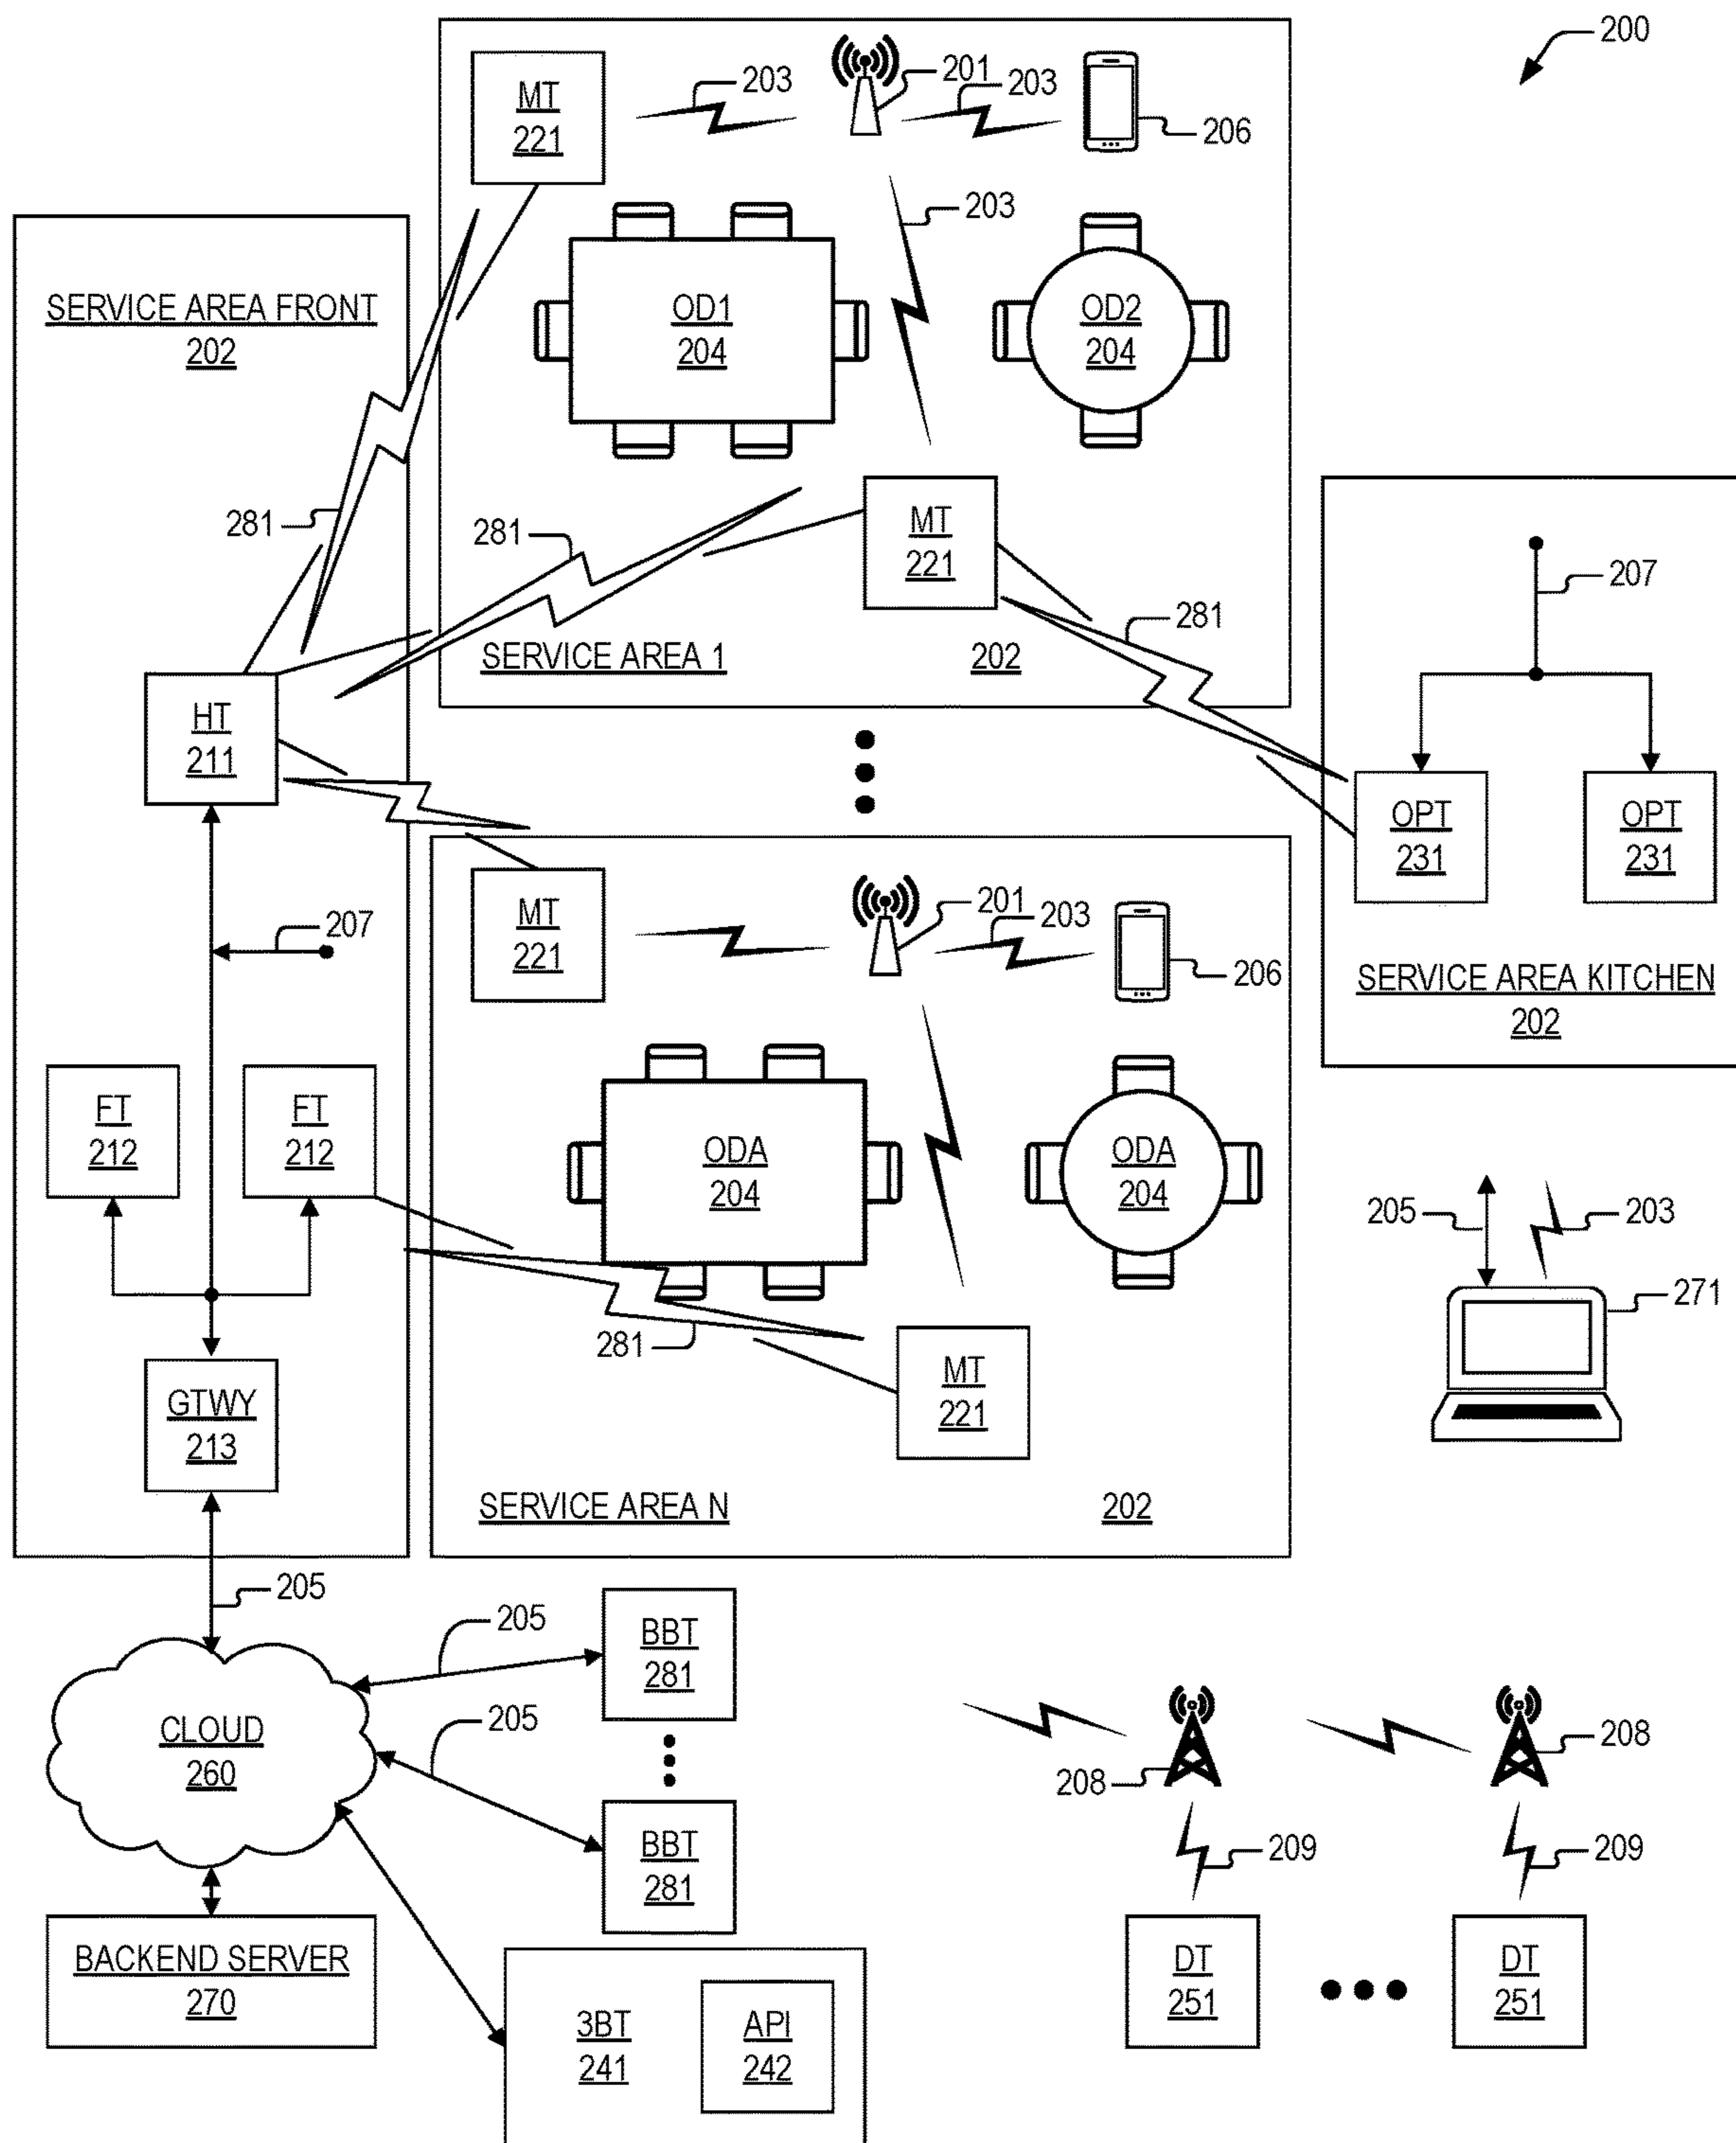 200
MT
221
203
201
203
206
203
SERVICE AREA FRONT
202
OD1
204
OD2
204
281
281
MT
221
207
281
SERVICE AREA 1
202
HT
211
OPT
231
OPT
231
MT
221
201
203
206
207
SERVICE AREA KITCHEN
202
FT
212
FT
212
ODA
204
ODA
204
205
203
271
281
MT
221
GTWY
213
SERVICE AREA N
202
205
205
BBT
281
205
CLOUD
260
208
208
BBT
281
209
209
BACKEND SERVER
270
3BT
241
API
242
DT
251
DT
251